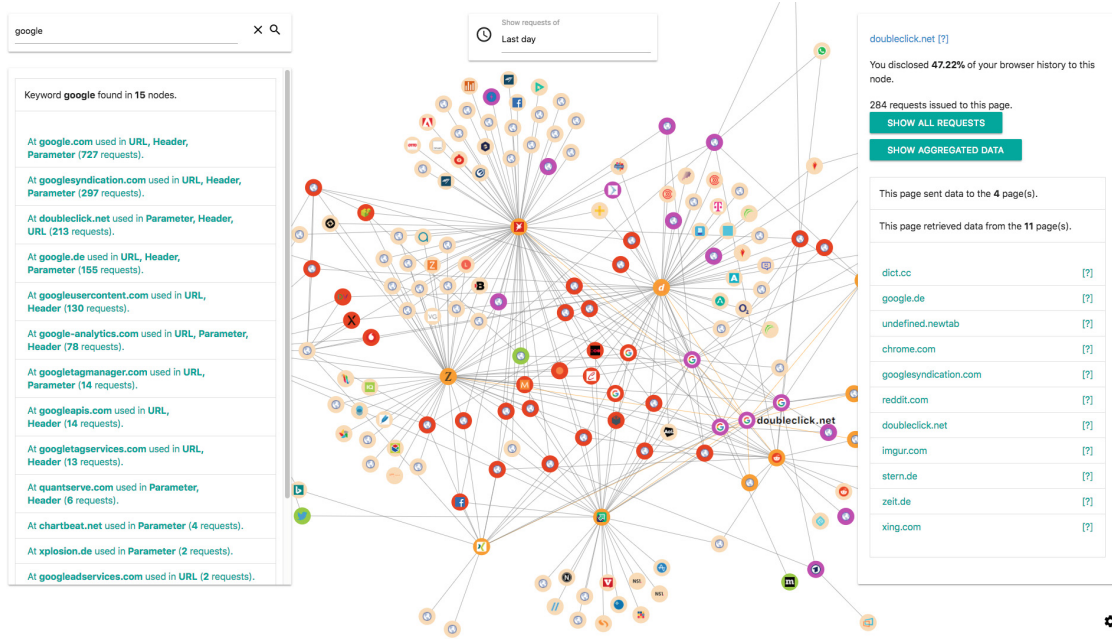 google
Show requests of
Last day
Keyword google found in 15 nodes.
At google.com used in URL, Header,
Parameter (727 requests).
At googlesyndication.com used in URL, Header,
Parameter (297 requests).
At doubleclick.net used in Parameter, Header,
URL (213 requests).
At google.de used in URL, Header,
Parameter (155 requests).
At googleusercontent.com used in URL,
Header (130 requests).
At google-analytics.com used in URL, Parameter,
Header (78 requests).
At googletagmanager.com used in URL,
Parameter (14 requests).
At googleapis.com used in URL,
Header (14 requests).
At googletagservices.com used in URL,
Header (13 requests).
At quantserve.com used in Parameter,
Header (6 requests).
At chartbeat.net used in Parameter (4 requests).
At xplosion.de used in Parameter (2 requests).
At googleadservices.com used in URL (2 requests).
doubleclick.net
doubleclick.net [?]
You disclosed 47.22% of your browser history to this
node.
284 requests issued to this page.
SHOW ALL REQUESTS
SHOW AGGREGATED DATA
This page sent data to the 4 page(s).
This page retrieved data from the 11 page(s).
dict.cc [?]
google.de [?]
undefined.newtab [?]
chrome.com [?]
googlesyndication.com [?]
reddit.com [?]
doubleclick.net [?]
imgur.com [?]
stern.de [?]
zeit.de [?]
xing.com [?]